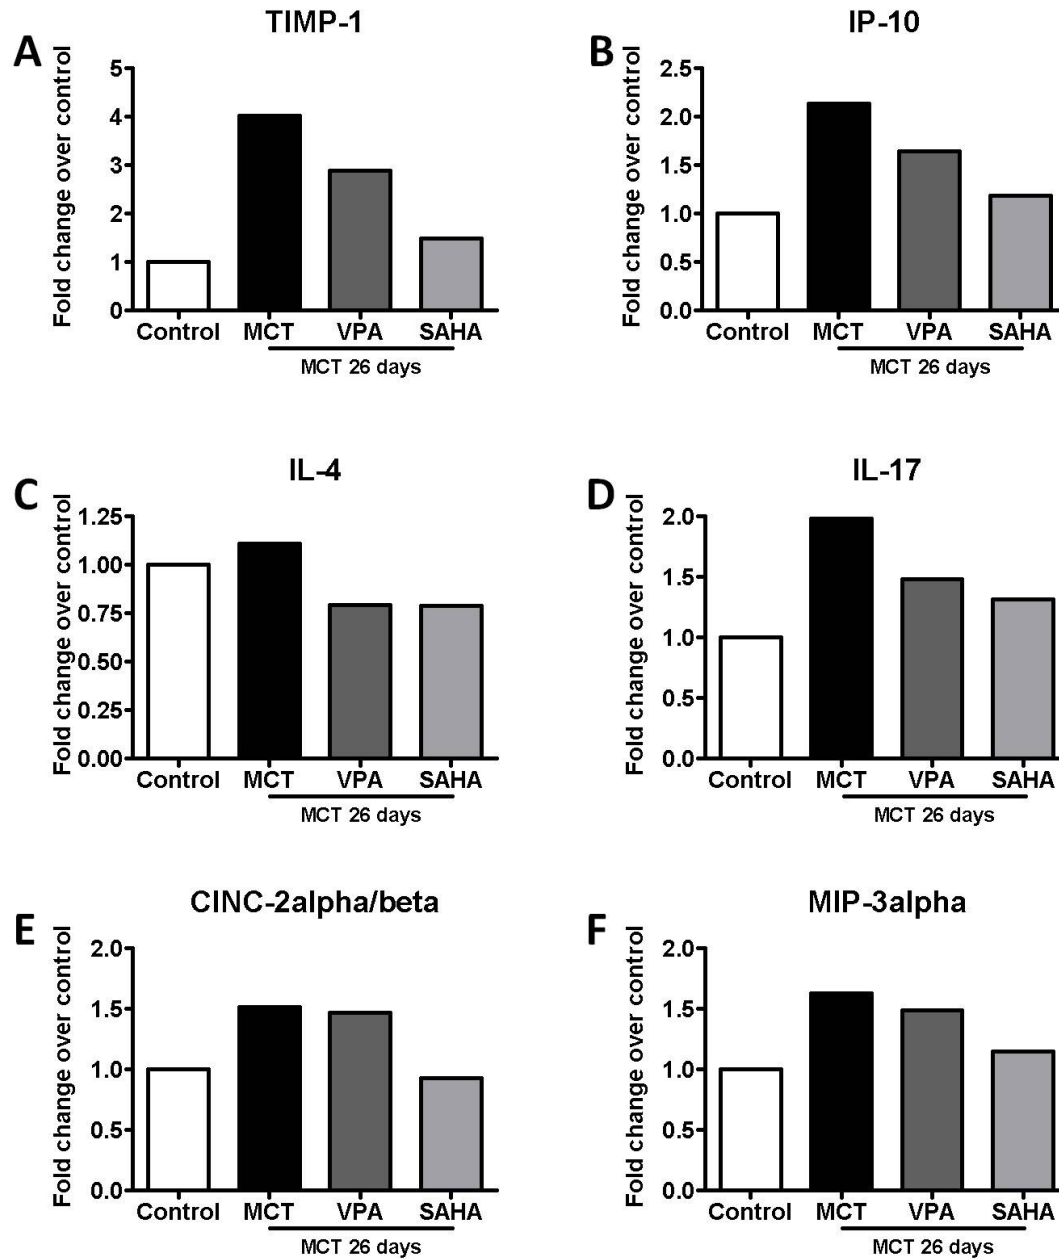 A
TIMP-1
Fold change over control
5
4
3
2
1
0
Control MCT VPA SAHA
MCT 26 days
B
IP-10
Fold change over control
2.5
2.0
1.5
1.0
0.5
0.0
Control MCT VPA SAHA
MCT 26 days
C
IL-4
Fold change over control
1.25
1.00
0.75
0.50
0.25
0.00
Control MCT VPA SAHA
MCT 26 days
D
IL-17
Fold change over control
2.0
1.5
1.0
0.5
0.0
Control MCT VPA SAHA
MCT 26 days
E
CINC-2alpha/beta
Fold change over control
2.0
1.5
1.0
0.5
0.0
Control MCT VPA SAHA
MCT 26 days
F
MIP-3alpha
Fold change over control
2.0
1.5
1.0
0.5
0.0
Control MCT VPA SAHA
MCT 26 days